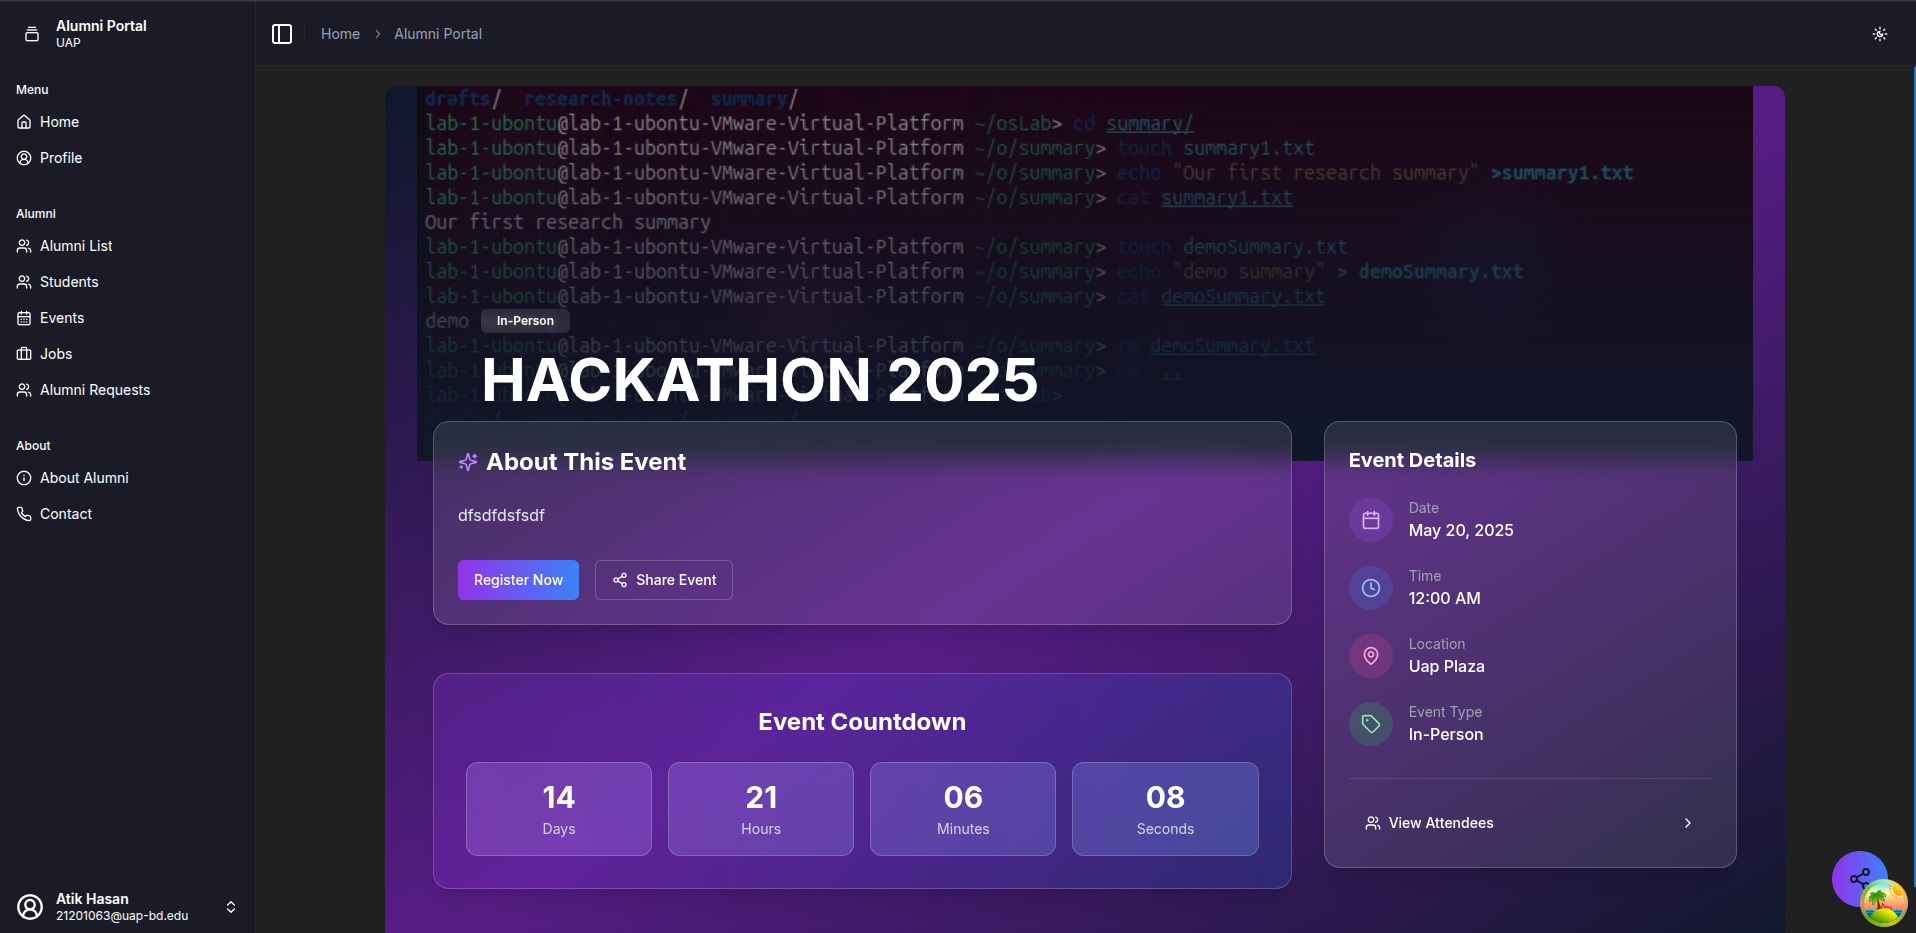 Alumni Portal
UAP
Menu
Home
Profile
Alumni
Alumni List
Students
Events
Jobs
Alumni Requests
About
About Alumni
Contact
Atik Hasan
21201063@uap-bd.edu
Home > Alumni Portal
drafts/ research-notes/ summary/
lab-1-ubontu@lab-1-ubontu-VMware-Virtual-Platform ~/osLab> cd summary/
lab-1-ubontu@lab-1-ubontu-VMware-Virtual-Platform ~/o/summary> touch summary1.txt
lab-1-ubontu@lab-1-ubontu-VMware-Virtual-Platform ~/o/summary> echo "Our first research summary" >summary1.txt
lab-1-ubontu@lab-1-ubontu-VMware-Virtual-Platform ~/o/summary> cat summary1.txt
Our first research summary
lab-1-ubontu@lab-1-ubontu-VMware-Virtual-Platform ~/o/summary> touch demoSummary.txt
lab-1-ubontu@lab-1-ubontu-VMware-Virtual-Platform ~/o/summary> echo "demo summary" > demoSummary.txt
lab-1-ubontu@lab-1-ubontu-VMware-Virtual-Platform ~/o/summary> cat demoSummary.txt
demo
In-Person
lab-1-ubontu@lab-1-ubontu-VMware-Virtual-Platform ~/o/summary> rm demoSummary.txt
HACKATHON 2025
About This Event
dfsdfdsfsdf
Register Now
Share Event
Event Countdown
14
Days
21
Hours
06
Minutes
08
Seconds
Event Details
Date
May 20, 2025
Time
12:00 AM
Location
Uap Plaza
Event Type
In-Person
View Attendees